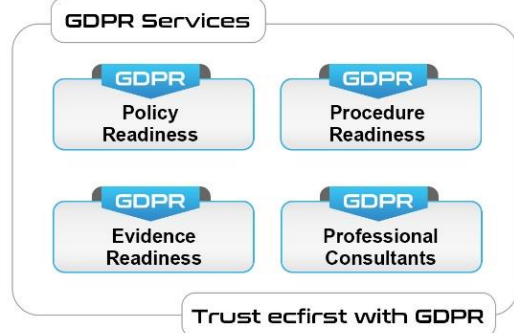 GDPR Services
GDPR
Policy
Readiness
GDPR
Procedure
Readiness
GDPR
Evidence
Readiness
GDPR
Professional
Consultants
Trust ecfirst with GDPR